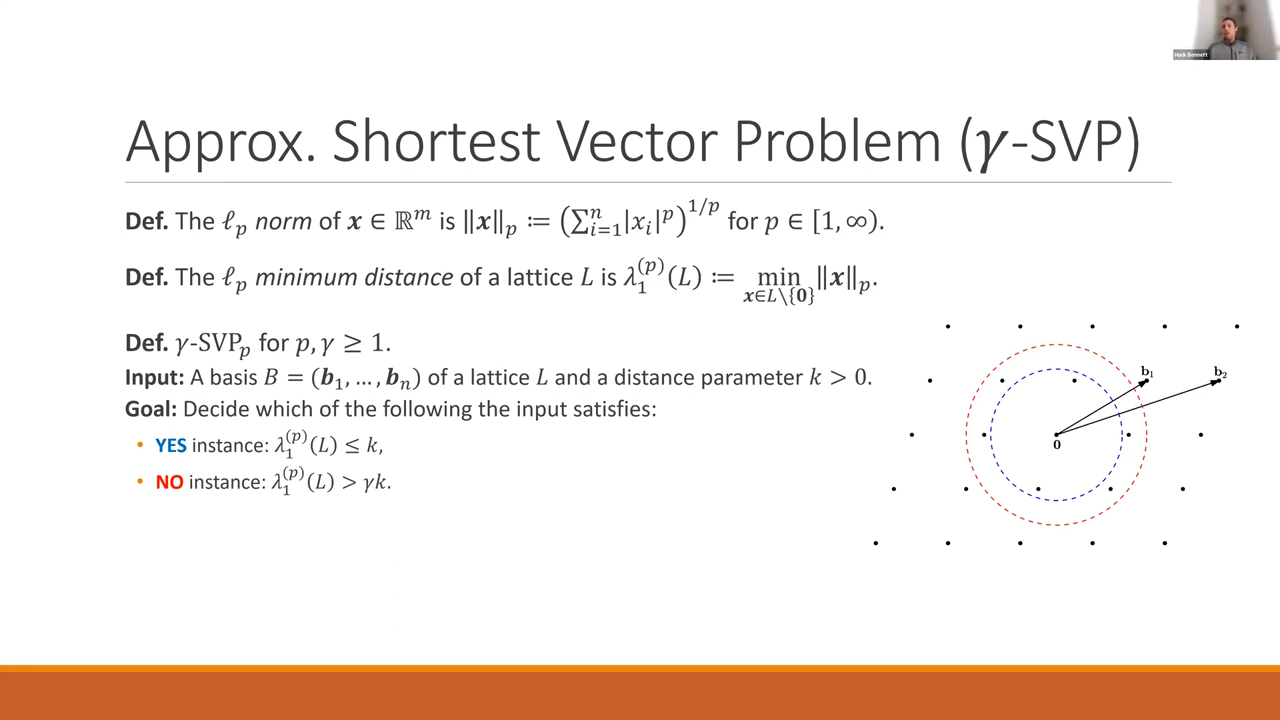 Huck Bennett
Approx. Shortest Vector Problem (γ-SVP)
Def. The ℓ_p norm of x ∈ ℝ^m is ‖x‖_p ≔ (∑_{i=1}^n |x_i|^p)^{1/p} for p ∈ [1, ∞).
Def. The ℓ_p minimum distance of a lattice L is λ_1^{(p)}(L) ≔ min_{x∈L\{0}} ‖x‖_p.
Def. γ-SVP_p for p, γ ≥ 1.
Input: A basis B = (b_1, …, b_n) of a lattice L and a distance parameter k > 0.
Goal: Decide which of the following the input satisfies:
• YES instance: λ_1^{(p)}(L) ≤ k,
• NO instance: λ_1^{(p)}(L) > γk.
b_1
b_2
0